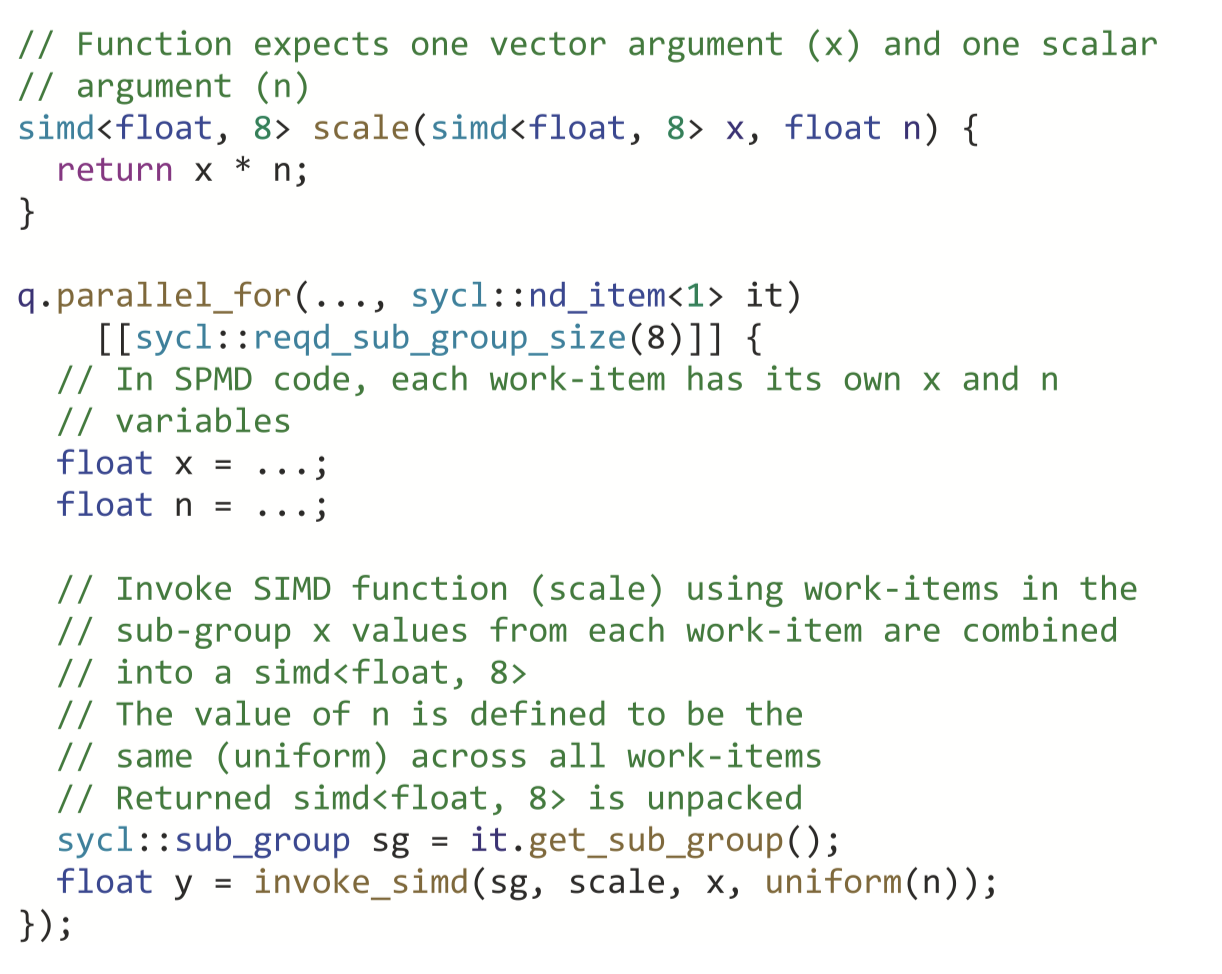 // Function expects one vector argument (x) and one scalar
// argument (n)
simd<float, 8> scale(simd<float, 8> x, float n) {
  return x * n;
}

q.parallel_for(..., sycl::nd_item<1> it)
    [[sycl::reqd_sub_group_size(8)]] {
  // In SPMD code, each work-item has its own x and n
  // variables
  float x = ...;
  float n = ...;

  // Invoke SIMD function (scale) using work-items in the
  // sub-group x values from each work-item are combined
  // into a simd<float, 8>
  // The value of n is defined to be the
  // same (uniform) across all work-items
  // Returned simd<float, 8> is unpacked
  sycl::sub_group sg = it.get_sub_group();
  float y = invoke_simd(sg, scale, x, uniform(n));
});